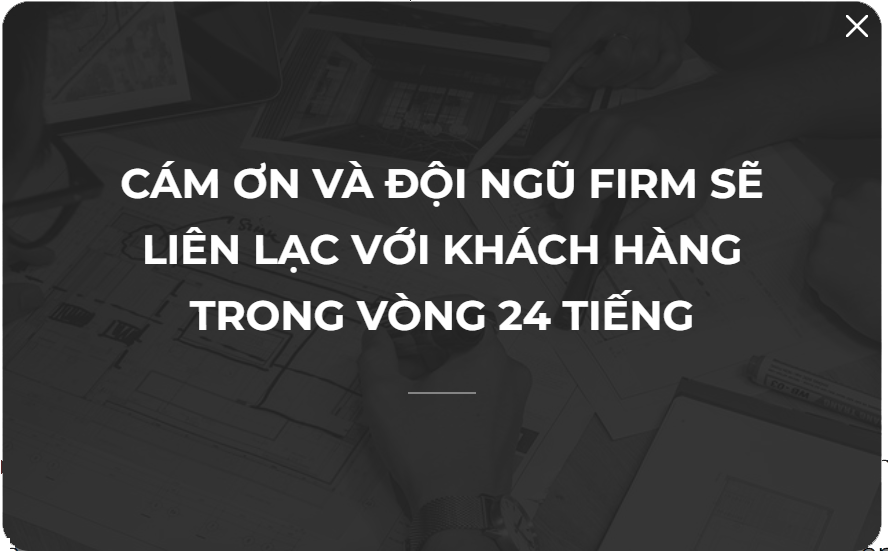 CÁM ƠN VÀ ĐỘI NGŨ FIRM SẼ
LIÊN LẠC VỚI KHÁCH HÀNG
TRONG VÒNG 24 TIẾNG